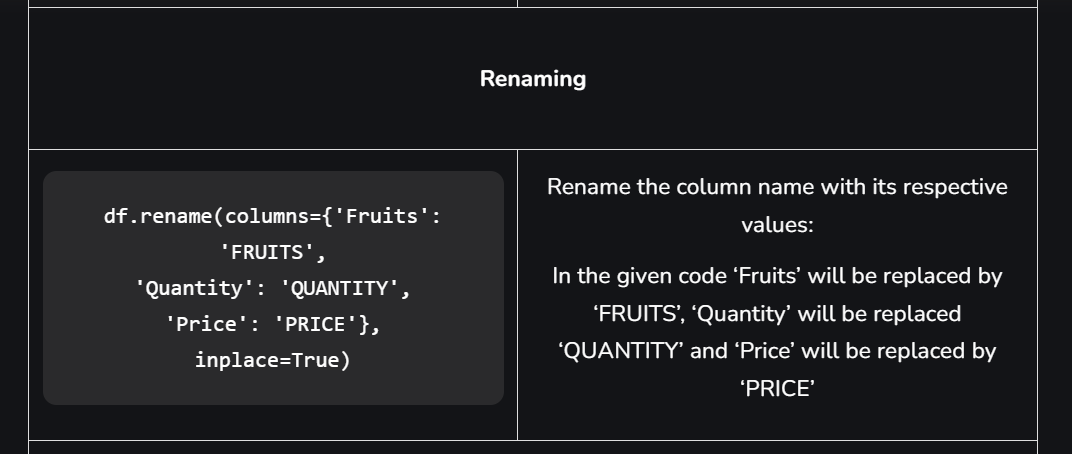 Renaming
df.rename(columns={'Fruits':
'FRUITS',
'Quantity': 'QUANTITY',
'Price': 'PRICE'},
inplace=True)
Rename the column name with its respective
values:
In the given code ‘Fruits’ will be replaced by
‘FRUITS’, ‘Quantity’ will be replaced
‘QUANTITY’ and ‘Price’ will be replaced by
‘PRICE’